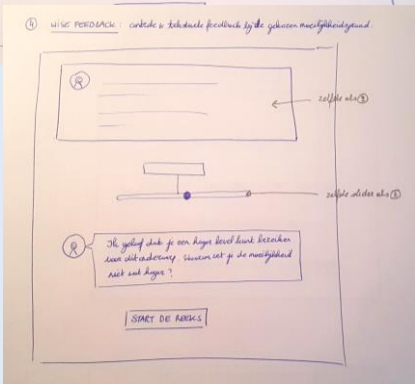 ④ WISE FEEDBACK : aantede & tekstuele feedback bij de gekozen moeilijkheidsgraad.
zelfde als ③
zelfde slider als ③
Ik geloof dat je een hoger level kunt bereiken
voor dit onderwerp. Waarom zet je de moeilijkheid
niet wat hoger?
START DE REEKS